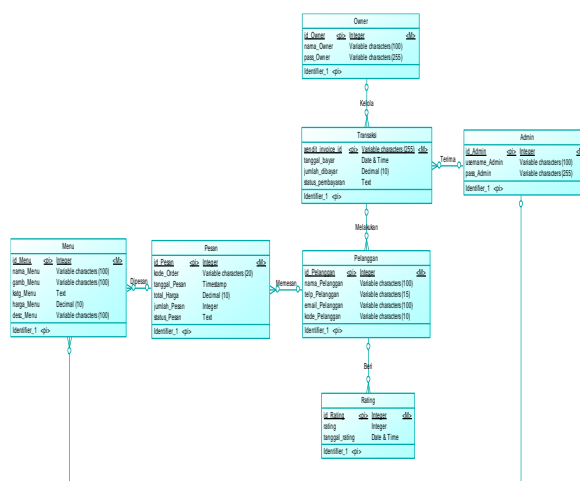 Owner
id_Owner <pi> Integer <M>
nama_Owner Variable characters (100)
pass_Owner Variable characters (255)
Identifier_1 <pi>
Kelola
Transaksi
xendit_invoice_id <pi> Variable characters (255) <M>
tanggal_bayar Date & Time
jumlah_dibayar Decimal (10)
status_pembayaran Text
Identifier_1 <pi>
Terima
Admin
id_Admin <pi> Integer <M>
username_Admin Variable characters (100)
pass_Admin Variable characters (255)
Identifier_1 <pi>
Melakukan
Menu
id_Menu <pi> Integer <M>
nama_Menu Variable characters (100)
gamb_Menu Variable characters (100)
katg_Menu Text
harga_Menu Decimal (10)
desc_Menu Variable characters (100)
Identifier_1 <pi>
Dipesan
Pesan
id_Pesan <pi> Integer <M>
kode_Order Variable characters (20)
tanggal_Pesan Timestamp
total_Harga Decimal (10)
jumlah_Pesan Integer
status_Pesan Text
Identifier_1 <pi>
Memesan
Pelanggan
id_Pelanggan <pi> Integer <M>
nama_Pelanggan Variable characters (100)
telp_Pelanggan Variable characters (15)
email_Pelanggan Variable characters (100)
kode_Pelanggan Variable characters (10)
Identifier_1 <pi>
Beri
Rating
id_Rating <pi> Integer <M>
rating Integer
tanggal_rating Date & Time
Identifier_1 <pi>